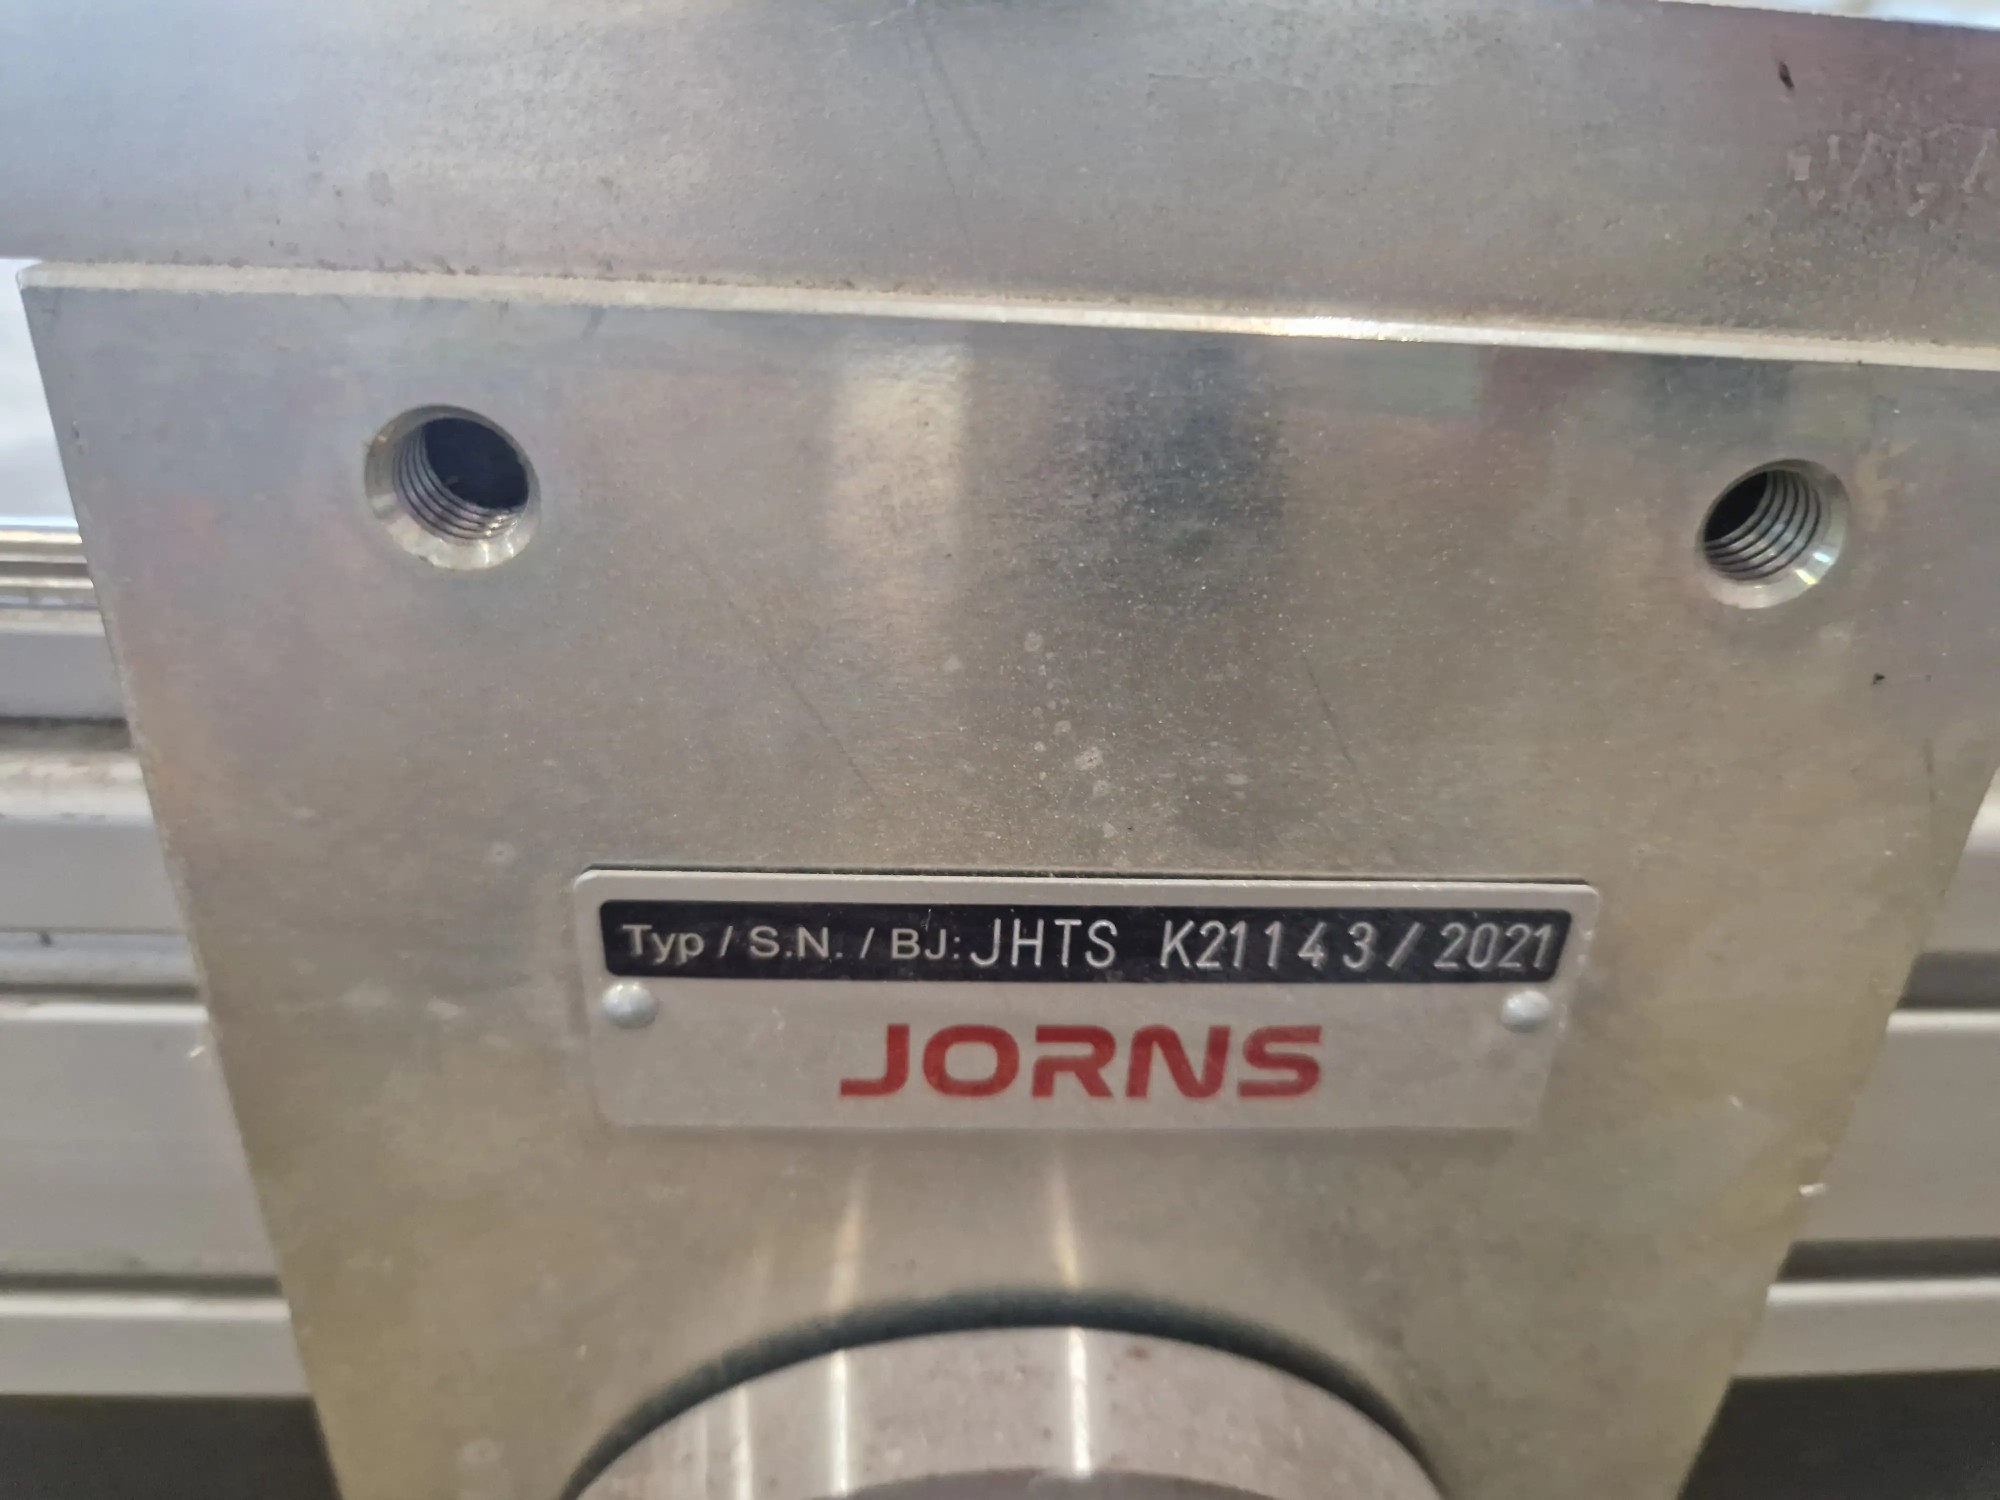 Typ / S.N. / BJ: JHTS K21143/2021
JORNS